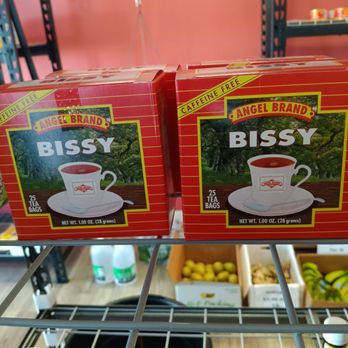 CAFFEINE FREE
ANGEL BRAND
BISSY
25
TEA
BAGS
NET WT. 1.00 OZ. (28 grams)
CAFFEINE FREE
ANGEL BRAND
BISSY
25
TEA
BAGS
NET WT. 1.00 OZ. (28 grams)